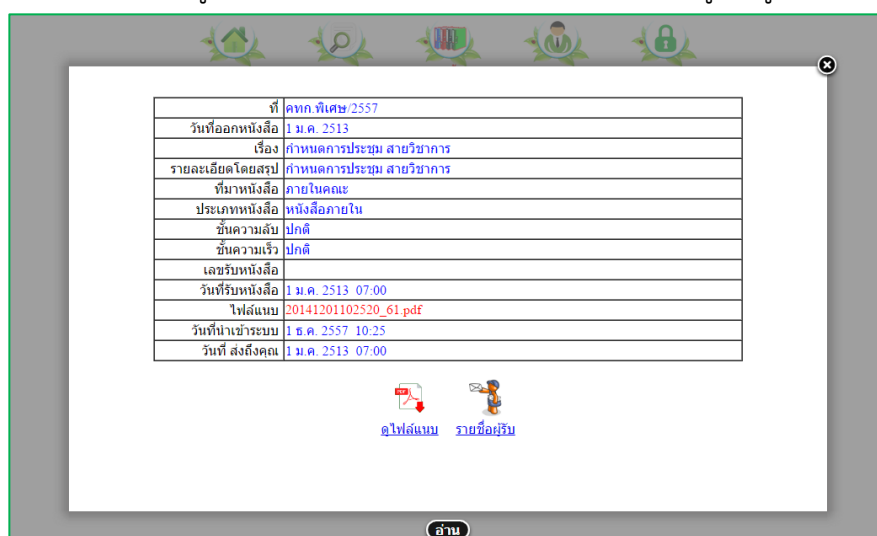 ที่ คทก.พิเศษ/2557
วันที่ออกหนังสือ 1 ม.ค. 2513
เรื่อง กำหนดการประชุม สายวิชาการ
รายละเอียดโดยสรุป กำหนดการประชุม สายวิชาการ
ที่มาหนังสือ ภายในคณะ
ประเภทหนังสือ หนังสือภายใน
ชั้นความลับ ปกติ
ชั้นความเร็ว ปกติ
เลขรับหนังสือ
วันที่รับหนังสือ 1 ม.ค. 2513 07:00
ไฟล์แนบ 20141201102520_61.pdf
วันที่นำเข้าระบบ 1 ธ.ค. 2557 10:25
วันที่ ส่งถึงคุณ 1 ม.ค. 2513 07:00
PDF
ดูไฟล์แนบ รายชื่อผู้รับ
อ่าน